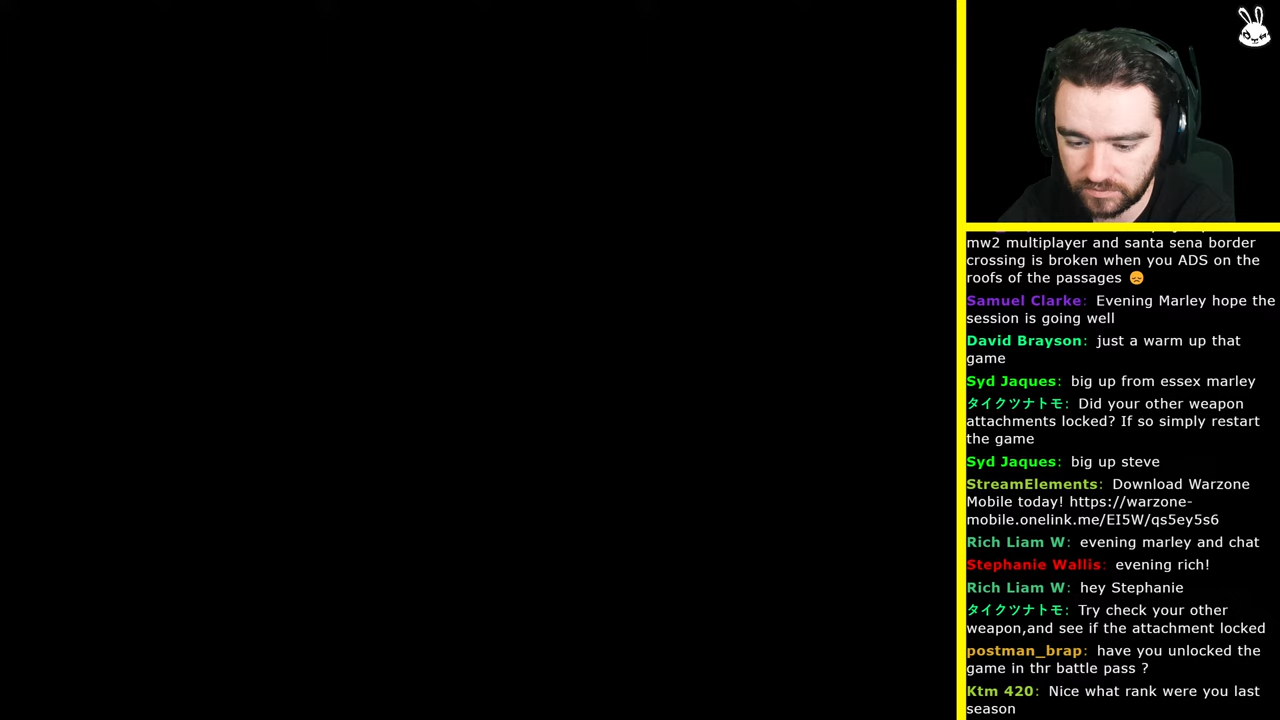 mw2 multiplayer and santa sena border
crossing is broken when you ADS on the
roofs of the passages 😞
Samuel Clarke: Evening Marley hope the
session is going well
David Brayson: just a warm up that
game
Syd Jaques: big up from essex marley
タイクツナトモ: Did your other weapon
attachments locked? If so simply restart
the game
Syd Jaques: big up steve
StreamElements: Download Warzone
Mobile today! https://warzone-
mobile.onelink.me/EI5W/qs5ey5s6
Rich Liam W: evening marley and chat
Stephanie Wallis: evening rich!
Rich Liam W: hey Stephanie
タイクツナトモ: Try check your other
weapon,and see if the attachment locked
postman_brap: have you unlocked the
game in thr battle pass ?
Ktm 420: Nice what rank were you last
season